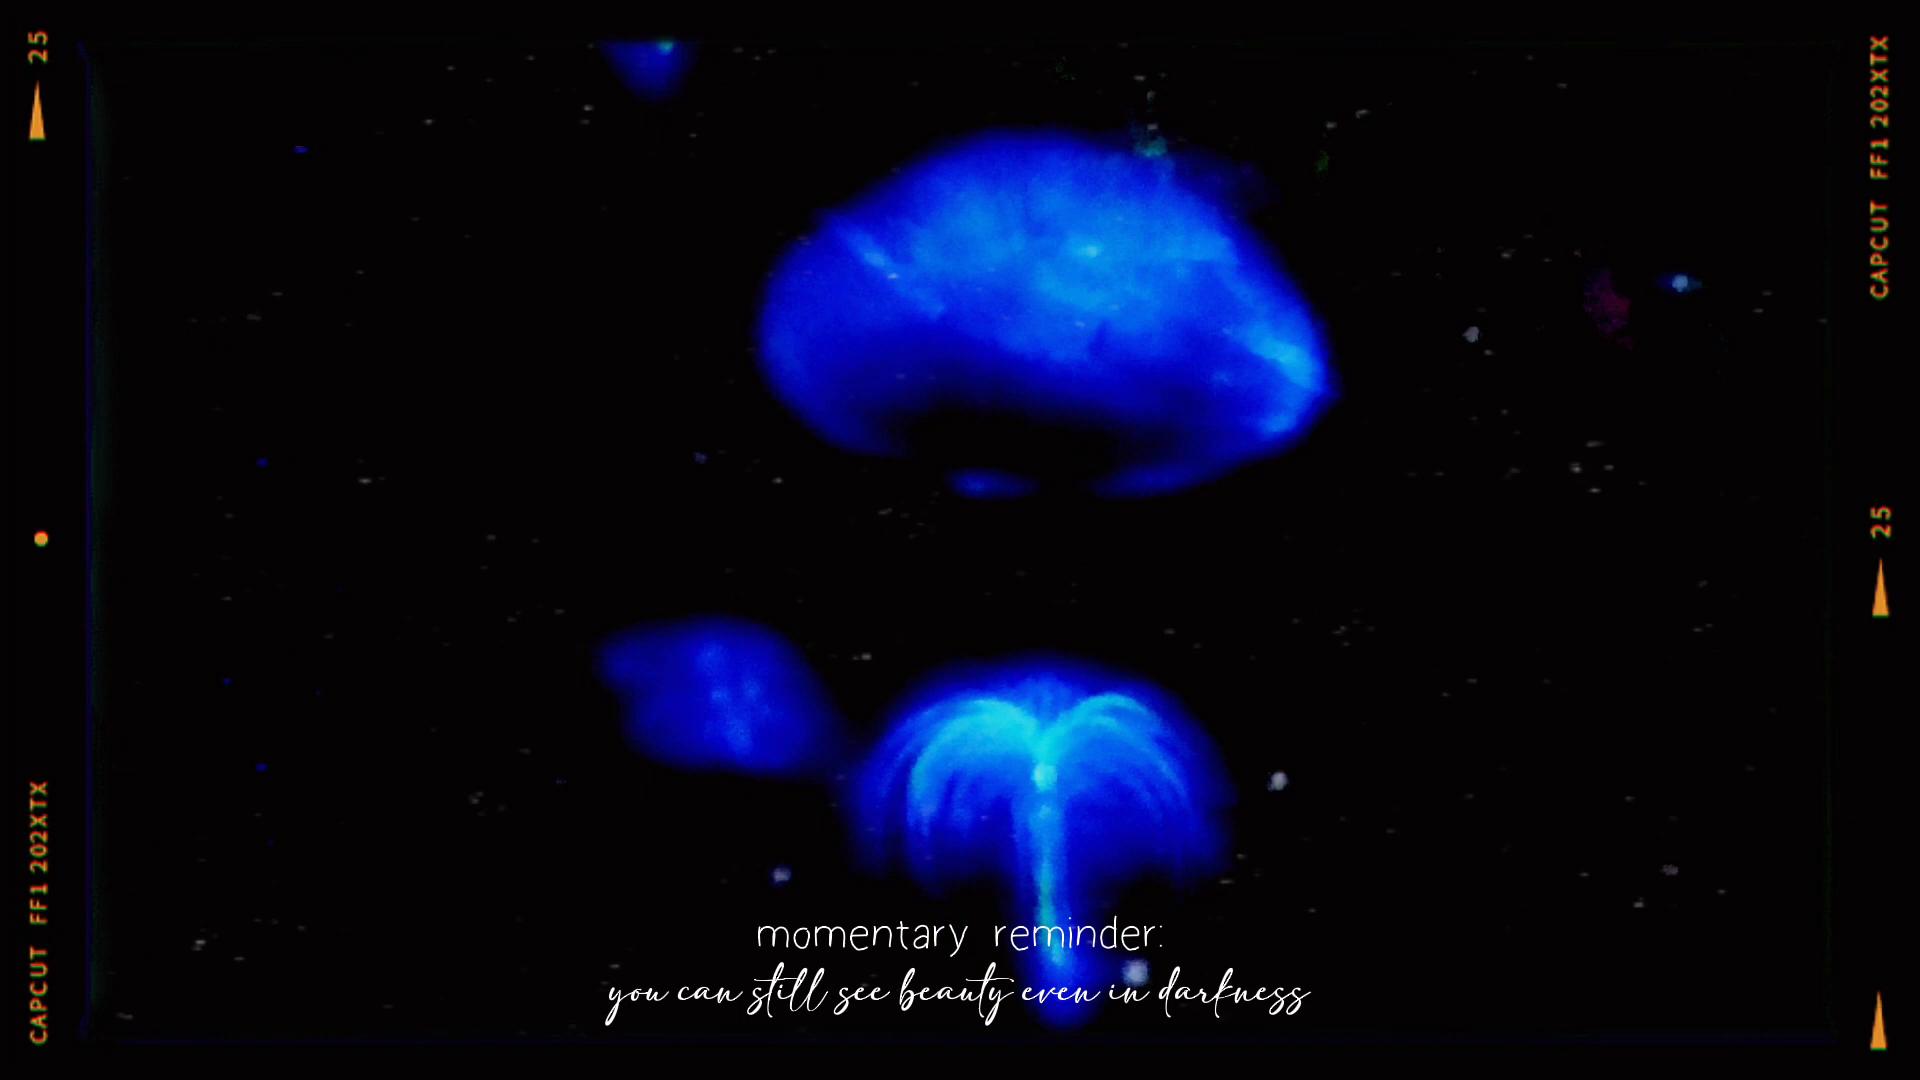 25
CAPCUT FF1 202XTX
momentary reminder:
you can still see beauty even in darkness
CAPCUT FF1 202XTX
25